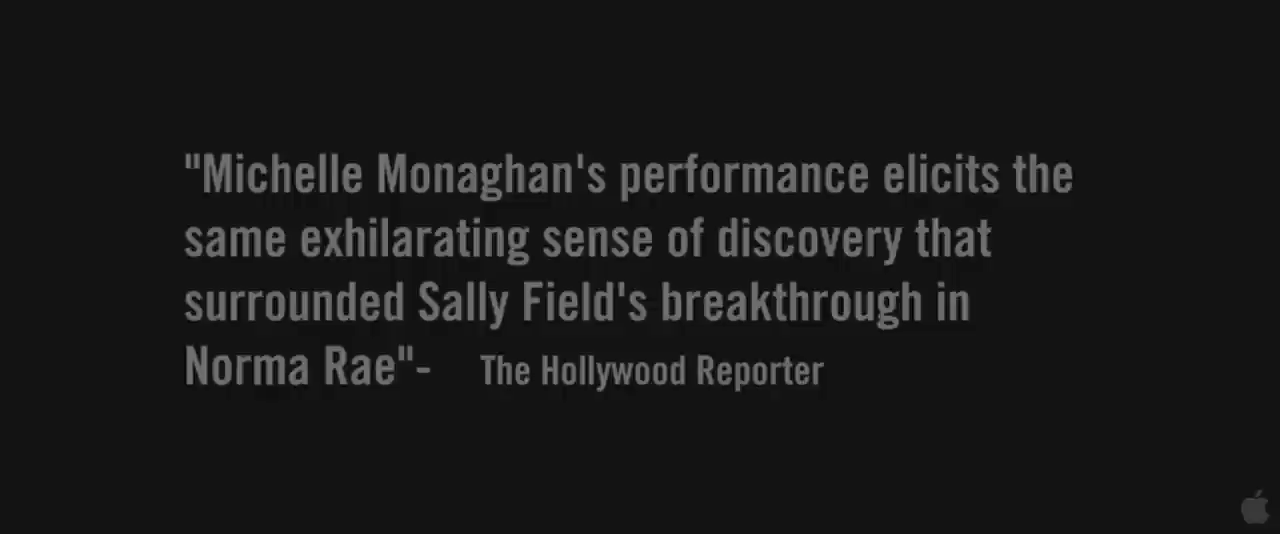 "Michelle Monaghan's performance elicits the
same exhilarating sense of discovery that
surrounded Sally Field's breakthrough in
Norma Rae"- The Hollywood Reporter